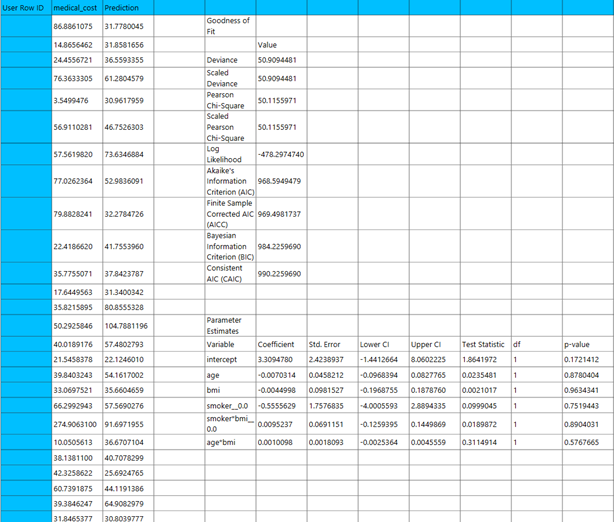 User Row ID medical_cost Prediction
86.8861075 31.7780045 Goodness of
Fit
14.8656462 31.8581656 Value
24.4556721 36.5593355 Deviance 50.9094481
76.3633305 61.2804579 Scaled
Deviance 50.9094481
3.5499476 30.9617959 Pearson
Chi-Square 50.1155971
56.9110281 46.7526303 Scaled
Pearson
Chi-Square 50.1155971
57.5619820 73.6346884 Log
Likelihood -478.2974740
77.0262364 52.9836091 Akaike's
Information
Criterion (AIC) 968.5949479
79.8828241 32.2784726 Finite Sample
Corrected AIC
(AICC) 969.4981737
22.4186620 41.7553960 Bayesian
Information
Criterion (BIC) 984.2259690
35.7755071 37.8423787 Consistent
AIC (CAIC) 990.2259690
17.6449563 31.3400342
35.8215895 80.8555328
50.2925846 104.7881196 Parameter
Estimates
40.0189176 57.4802793 Variable Coefficient Std. Error Lower CI Upper CI Test Statistic df p-value
21.5458378 22.1246010 intercept 3.3094780 2.4238937 -1.4412664 8.0602225 1.8641972 1 0.1721412
39.8403243 54.1617002 age -0.0070314 0.0458212 -0.0968394 0.0827765 0.0235481 1 0.8780404
33.0697521 35.6604659 bmi -0.0044998 0.0981527 -0.1968755 0.1878760 0.0021017 1 0.9634341
66.2992943 57.5690276 smoker__0.0 -0.5555629 1.7576835 -4.0005593 2.8894335 0.0999045 1 0.7519443
274.9063100 91.6971955 smoker*bmi__
0.0 0.0095237 0.0691151 -0.1259395 0.1449869 0.0189872 1 0.8904031
10.0505613 36.6707104 age*bmi 0.0010098 0.0018093 -0.0025364 0.0045559 0.3114914 1 0.5767665
38.1381100 40.7078299
42.3258622 25.6924765
60.7391875 44.1191386
39.3846247 64.9082979
31.8465377 30.8039777